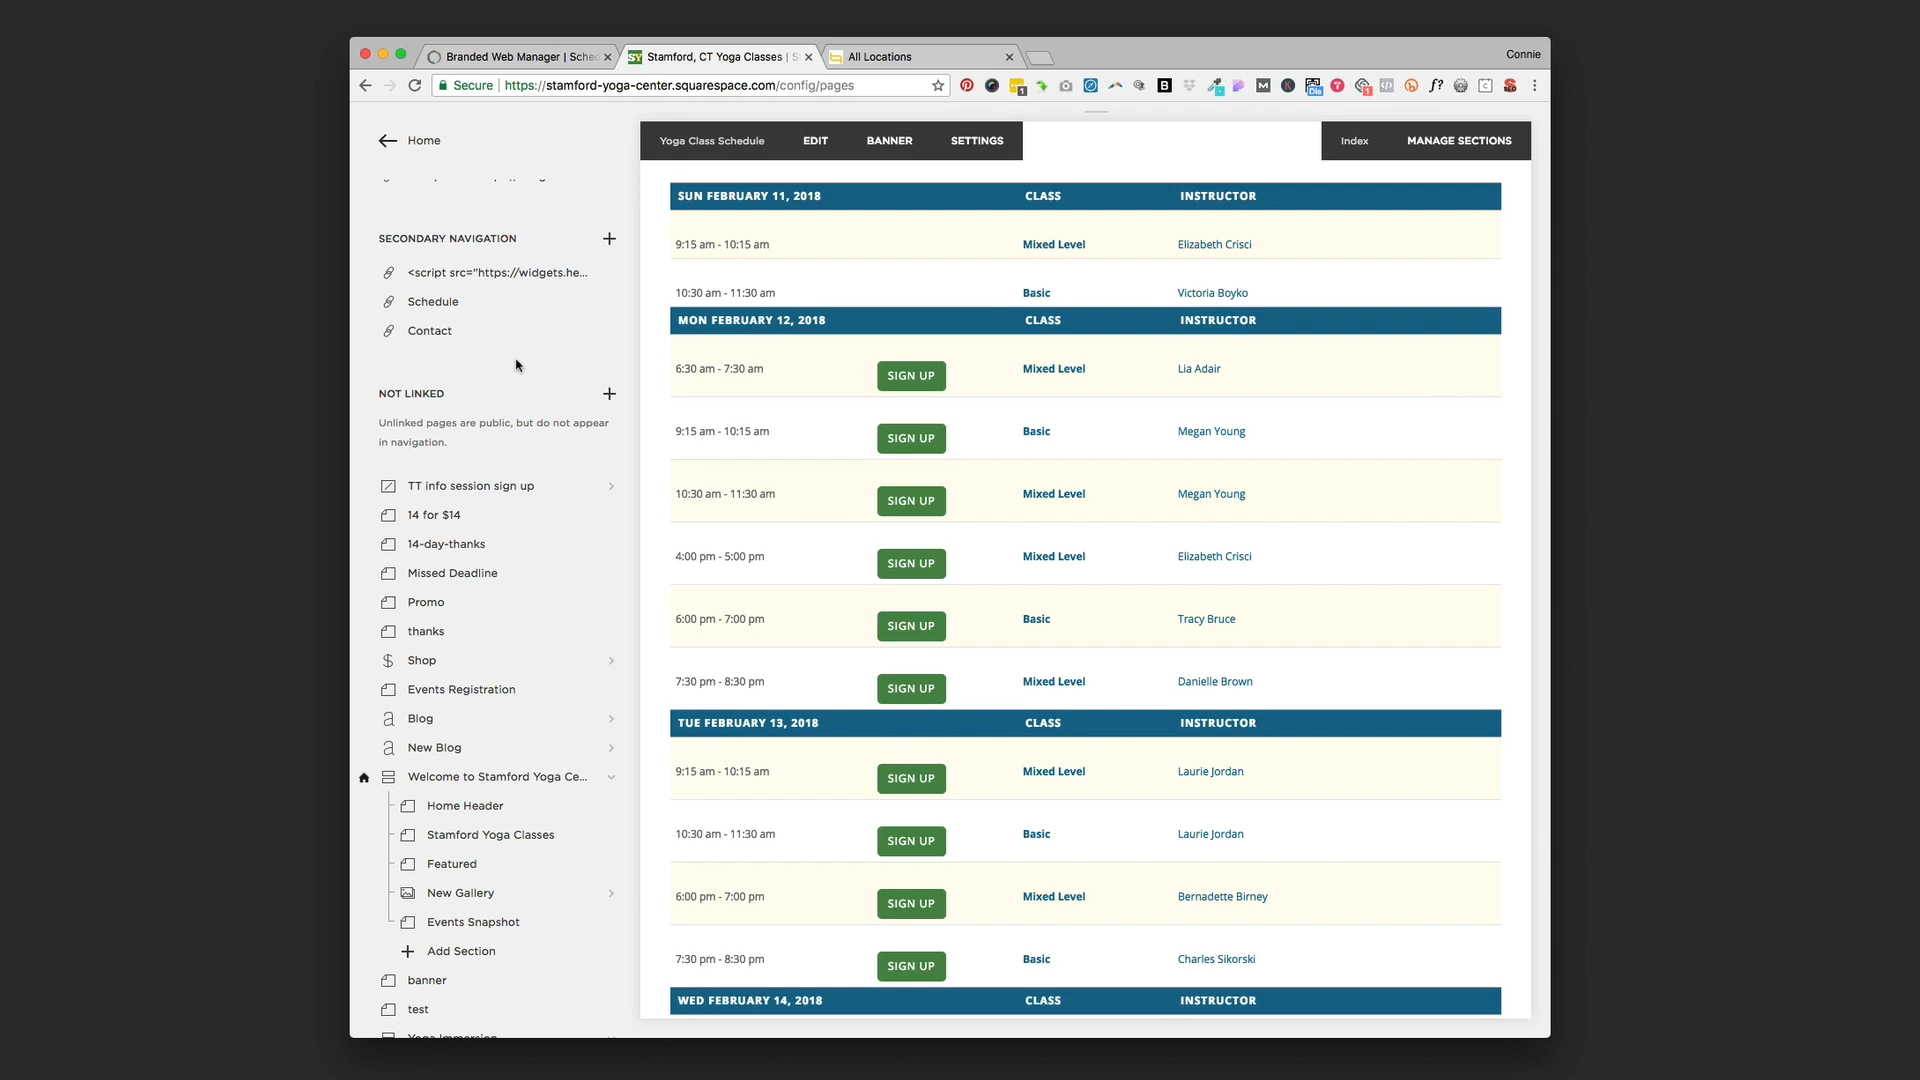 Branded Web Manager | Sched
Stamford, CT Yoga Classes | S
All Locations
Connie
Secure https://stamford-yoga-center.squarespace.com/config/pages
Home
Yoga Class Schedule EDIT BANNER SETTINGS
Index MANAGE SECTIONS
SECONDARY NAVIGATION
<script src="https://widgets.he...
Schedule
Contact
NOT LINKED
Unlinked pages are public, but do not appear
in navigation.
TT info session sign up
14 for $14
14-day-thanks
Missed Deadline
Promo
thanks
Shop
Events Registration
Blog
New Blog
Welcome to Stamford Yoga Ce...
Home Header
Stamford Yoga Classes
Featured
New Gallery
Events Snapshot
Add Section
banner
test
SUN FEBRUARY 11, 2018 CLASS INSTRUCTOR
9:15 am - 10:15 am Mixed Level Elizabeth Crisci
10:30 am - 11:30 am Basic Victoria Boyko
MON FEBRUARY 12, 2018 CLASS INSTRUCTOR
6:30 am - 7:30 am SIGN UP Mixed Level Lia Adair
9:15 am - 10:15 am SIGN UP Basic Megan Young
10:30 am - 11:30 am SIGN UP Mixed Level Megan Young
4:00 pm - 5:00 pm SIGN UP Mixed Level Elizabeth Crisci
6:00 pm - 7:00 pm SIGN UP Basic Tracy Bruce
7:30 pm - 8:30 pm SIGN UP Mixed Level Danielle Brown
TUE FEBRUARY 13, 2018 CLASS INSTRUCTOR
9:15 am - 10:15 am SIGN UP Mixed Level Laurie Jordan
10:30 am - 11:30 am SIGN UP Basic Laurie Jordan
6:00 pm - 7:00 pm SIGN UP Mixed Level Bernadette Birney
7:30 pm - 8:30 pm SIGN UP Basic Charles Sikorski
WED FEBRUARY 14, 2018 CLASS INSTRUCTOR